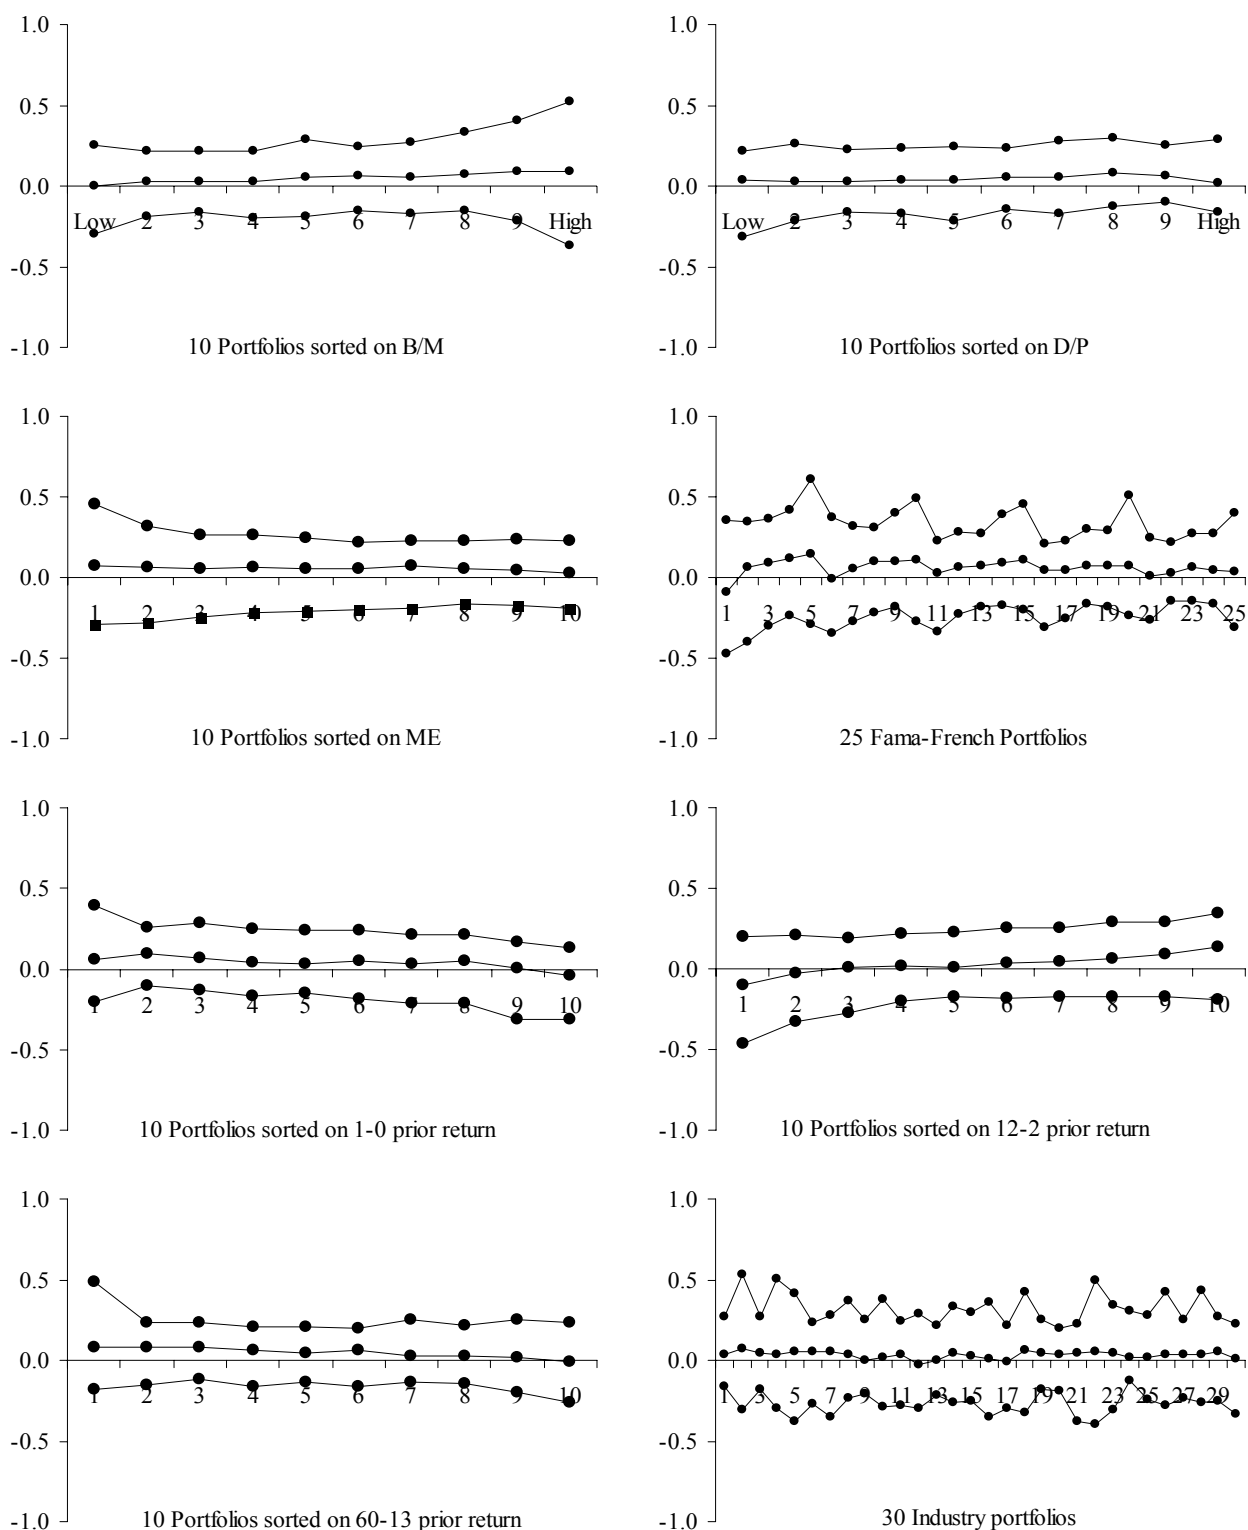 1.0
0.5
0.0
-0.5
-1.0
Low 2 3 4 5 6 7 8 9 High
10 Portfolios sorted on B/M
1.0
0.5
0.0
-0.5
-1.0
Low 2 3 4 5 6 7 8 9 High
10 Portfolios sorted on D/P
1.0
0.5
0.0
-0.5
-1.0
1 2 3 4 5 6 7 8 9 10
10 Portfolios sorted on ME
1.0
0.5
0.0
-0.5
-1.0
1 3 5 7 9 11 13 15 17 19 21 23 25
25 Fama-French Portfolios
1.0
0.5
0.0
-0.5
-1.0
1 2 3 4 5 6 7 8 9 10
10 Portfolios sorted on 1-0 prior return
1.0
0.5
0.0
-0.5
-1.0
1 2 3 4 5 6 7 8 9 10
10 Portfolios sorted on 12-2 prior return
1.0
0.5
0.0
-0.5
-1.0
1 2 3 4 5 6 7 8 9 10
10 Portfolios sorted on 60-13 prior return
1.0
0.5
0.0
-0.5
-1.0
1 3 5 7 9 11 13 15 17 19 21 23 25 27 29
30 Industry portfolios